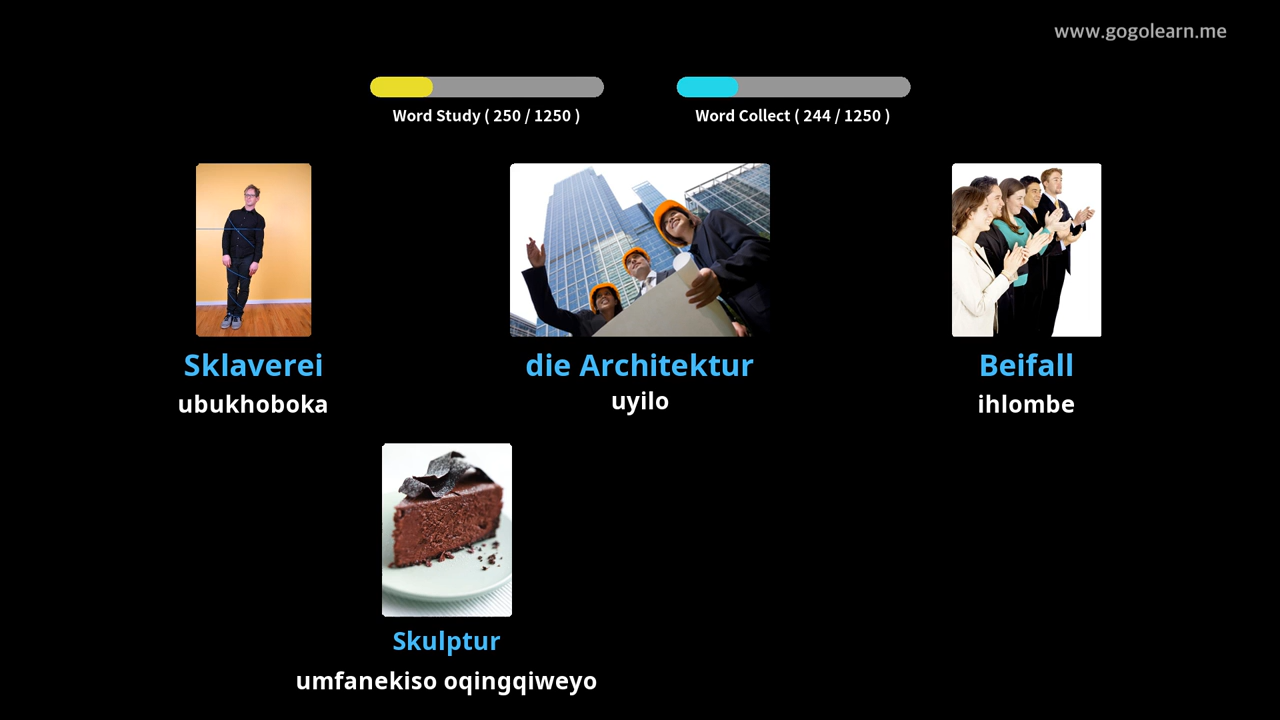 www.gogolearn.me
Word Study ( 250 / 1250 )
Word Collect ( 244 / 1250 )
Sklaverei
ubukhoboka
die Architektur
uyilo
Beifall
ihlombe
Skulptur
umfanekiso oqingqiweyo